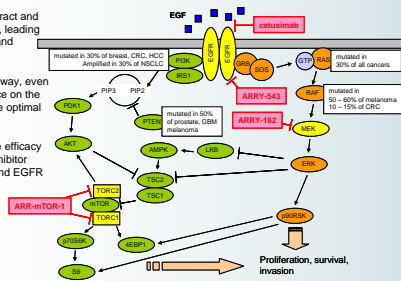 ract and
, leading
and
way, even
ce on the
e optimal
e efficacy
ibitor
nd EGFR
EGF
cetuximab
mutated in 30% of breast, CRC, HCC
Amplified in 30% of NSCLC
PI3K
IRS1
EGFR
EGFR
GRB
SOS
GTP
RAS
mutated in
30% of all cancers
ARRY-543
RAF
mutated in
50 – 60% of melanoma
10 – 15% of CRC
PIP3
PIP2
PDK1
PTEN
mutated in 50%
of prostate, GBM
melanoma
ARRY-162
MEK
AKT
AMPK
LKB
ERK
TSC2
TSC1
ARR-mTOR-1
TORC2
mTOR
TORC1
p70S6K
4EBP1
p90RSK
S6
Proliferation, survival,
invasion